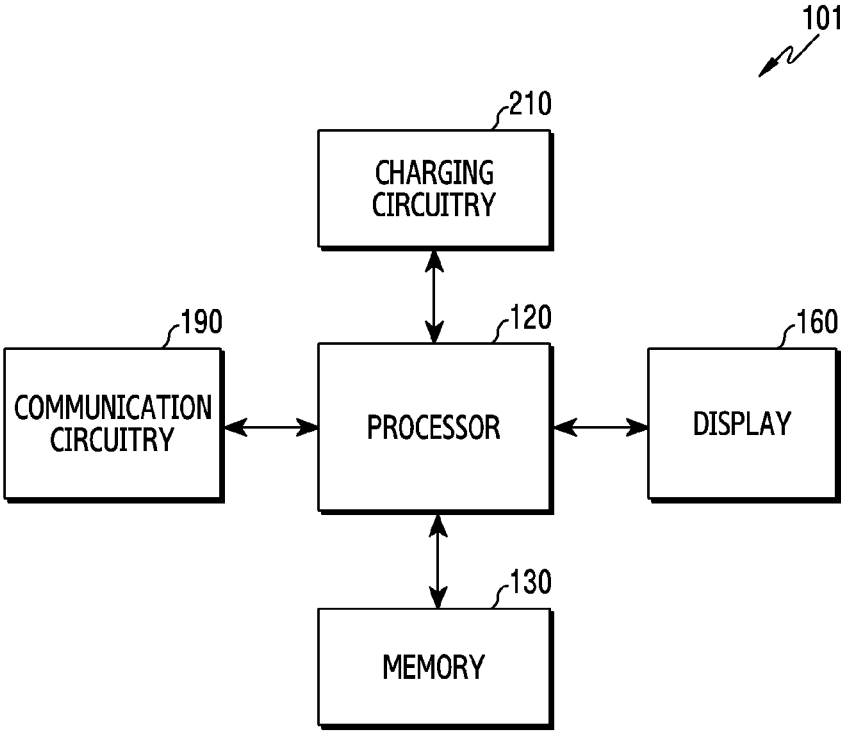 101
210
CHARGING
CIRCUITRY
190
120
160
COMMUNICATION
CIRCUITRY
PROCESSOR
DISPLAY
130
MEMORY